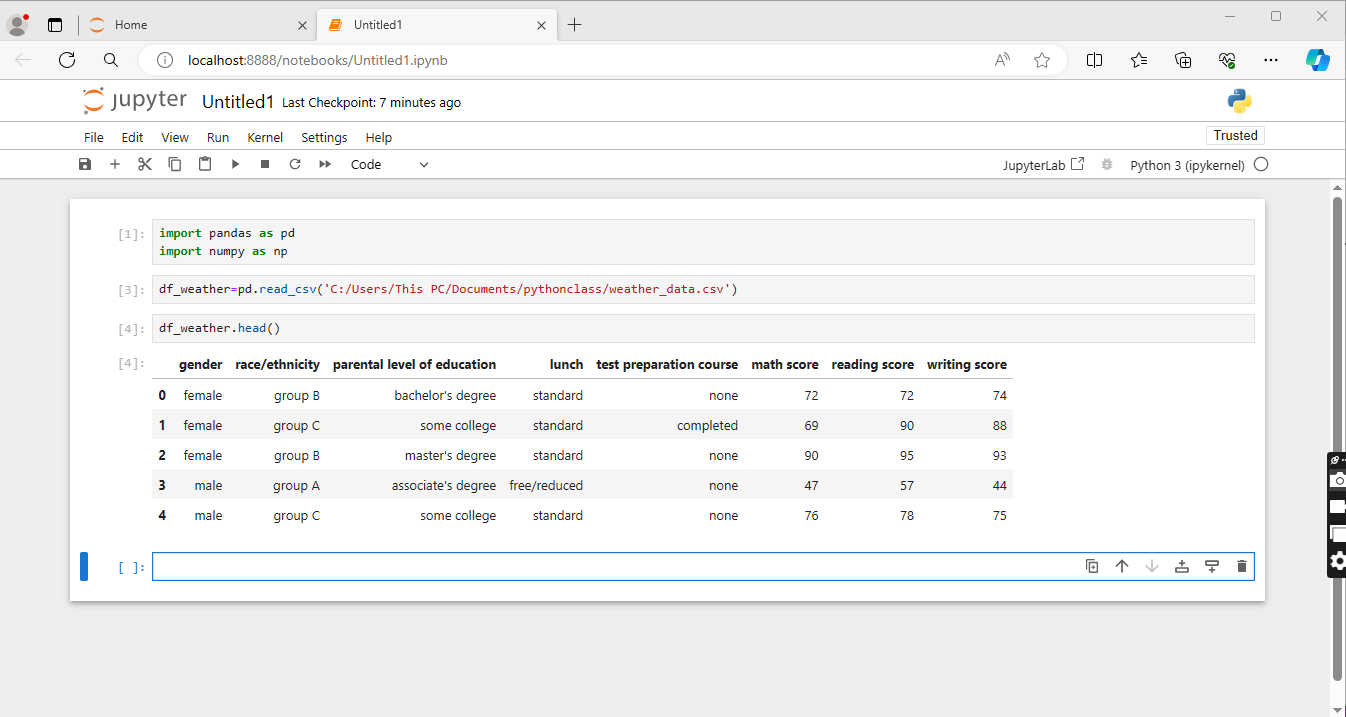 Home
Untitled1
localhost:8888/notebooks/Untitled1.ipynb
jupyter Untitled1 Last Checkpoint: 7 minutes ago
File Edit View Run Kernel Settings Help
Trusted
Code
JupyterLab
Python 3 (ipykernel)
[1]: import pandas as pd
import numpy as np
[3]: df_weather=pd.read_csv('C:/Users/This PC/Documents/pythonclass/weather_data.csv')
[4]: df_weather.head()
[4]: gender race/ethnicity parental level of education lunch test preparation course math score reading score writing score
0 female group B bachelor's degree standard none 72 72 74
1 female group C some college standard completed 69 90 88
2 female group B master's degree standard none 90 95 93
3 male group A associate's degree free/reduced none 47 57 44
4 male group C some college standard none 76 78 75
[ ]: